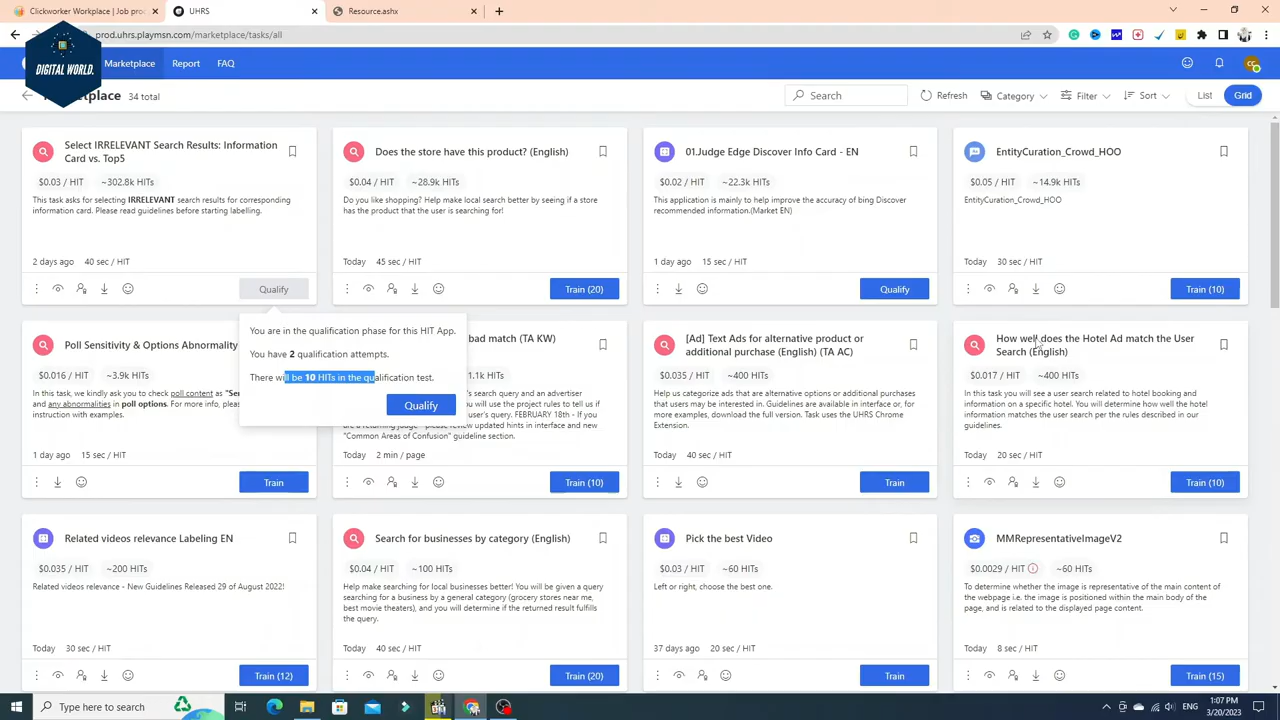 Clickworker Workplace | Job pro
UHRS
Resource.ashx
prod.uhrs.playmsn.com/marketplace/tasks/all
DIGITAL WORLD.
Marketplace
Report
FAQ
34 total
Search
Refresh
Category
Filter
Sort
List
Grid
Select IRRELEVANT Search Results: Information
Card vs. Top5
$0.03 / HIT
~302.8k HITs
This task asks for selecting IRRELEVANT search results for corresponding
information card. Please read guidelines before starting labelling.
2 days ago
40 sec / HIT
Qualify
Does the store have this product? (English)
$0.04 / HIT
~28.9k HITs
Do you like shopping? Help make local search better by seeing if a store
has the product that the user is searching for!
Today
45 sec / HIT
Train (20)
01.Judge Edge Discover Info Card - EN
$0.02 / HIT
~22.3k HITs
This application is mainly to help improve the accuracy of bing Discover
recommended information.(Market EN)
1 day ago
15 sec / HIT
Qualify
EntityCuration_Crowd_HOO
$0.05 / HIT
~14.9k HITs
EntityCuration_Crowd_HOO
Today
30 sec / HIT
Train (10)
You are in the qualification phase for this HIT App.
You have 2 qualification attempts.
There will be 10 HITs in the qualification test.
Qualify
Poll Sensitivity & Options Abnormality
$0.016 / HIT
~3.9k HITs
In this task, we kindly ask you to check poll content as "Sen
and any abnormalities in poll options. For more info, pleas
instruction with examples.
1 day ago
15 sec / HIT
Train
bad match (TA KW)
1.1k HITs
's search query and an advertiser
you will use the project rules to tell us if
user's query. FEBRUARY 18th - If you
are a returning judge - please review updated hints in interface and new
"Common Areas of Confusion" guideline section.
Today
2 min / page
Train (10)
[Ad] Text Ads for alternative product or
additional purchase (English) (TA AC)
$0.035 / HIT
~400 HITs
Help us categorize ads that are alternative options or additional purchases
that users may be interested in. Guidelines are available in interface or, for
more examples, download the full version. Task uses the UHRS Chrome
Extension.
Today
40 sec / HIT
Train
How well does the Hotel Ad match the User
Search (English)
$0.017 / HIT
~400 HITs
In this task you will see a user search related to hotel booking and
information on a specific hotel. You will determine how well the hotel
information matches the user search per the rules described in our
guidelines.
Today
20 sec / HIT
Train (10)
Related videos relevance Labeling EN
$0.035 / HIT
~200 HITs
Related videos relevance - New Guidelines Released 29 of August 2022!
Today
30 sec / HIT
Train (12)
Search for businesses by category (English)
$0.04 / HIT
~100 HITs
Help make searching for local businesses better! You will be given a query
searching for a business by a general category (grocery stores near me,
best movie theaters), and you will determine if the returned result fulfills
the query.
Today
40 sec / HIT
Train (20)
Pick the best Video
$0.03 / HIT
~60 HITs
Left or right, choose the best one.
37 days ago
20 sec / HIT
Train
MMRepresentativeImageV2
$0.0029 / HIT
~60 HITs
To determine whether the image is representative of the main content of
the webpage i.e. the image is positioned within the main body of the
page, and is related to the displayed page content.
Today
8 sec / HIT
Train (15)
Type here to search
ENG
1:07 PM
3/20/2023